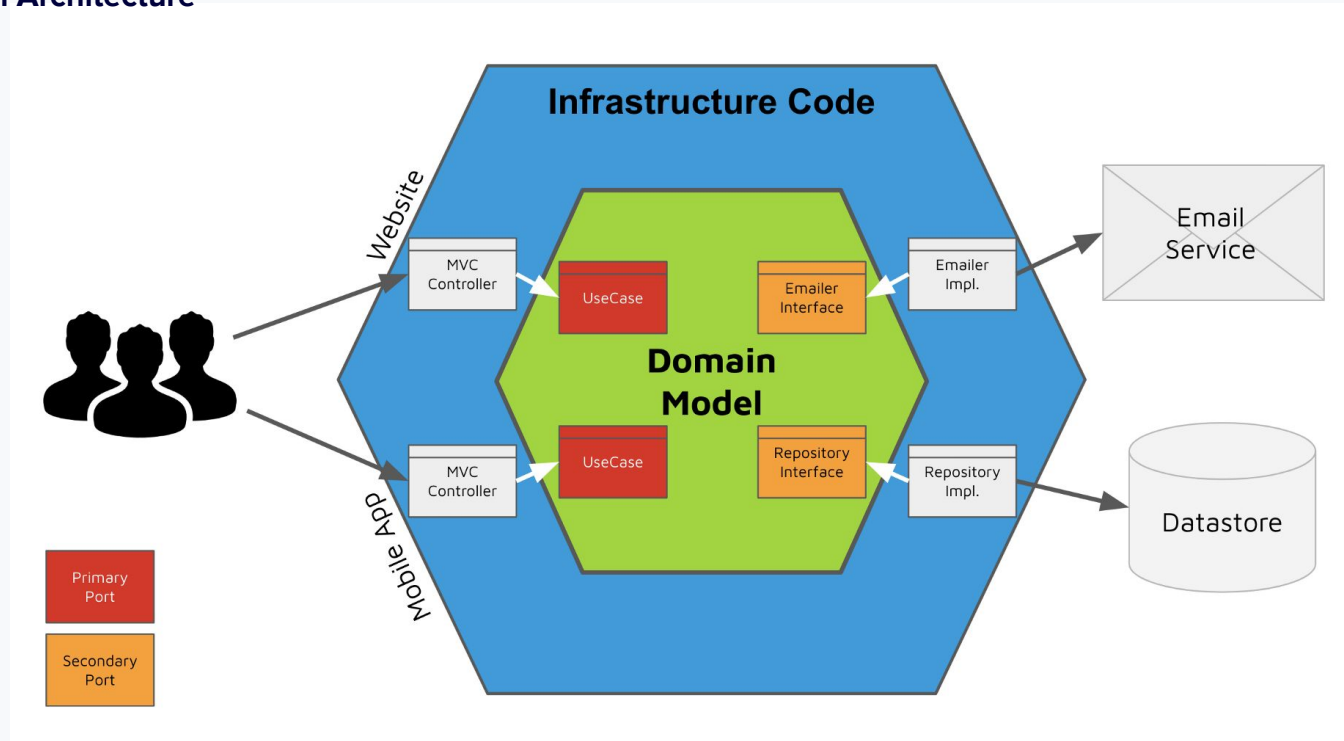 Architecture
Infrastructure Code
Website
MVC
Controller
UseCase
Emailer
Interface
Emailer
Impl.
Email
Service
Domain
Model
MVC
Controller
UseCase
Repository
Interface
Repository
Impl.
Datastore
Mobile App
Primary
Port
Secondary
Port